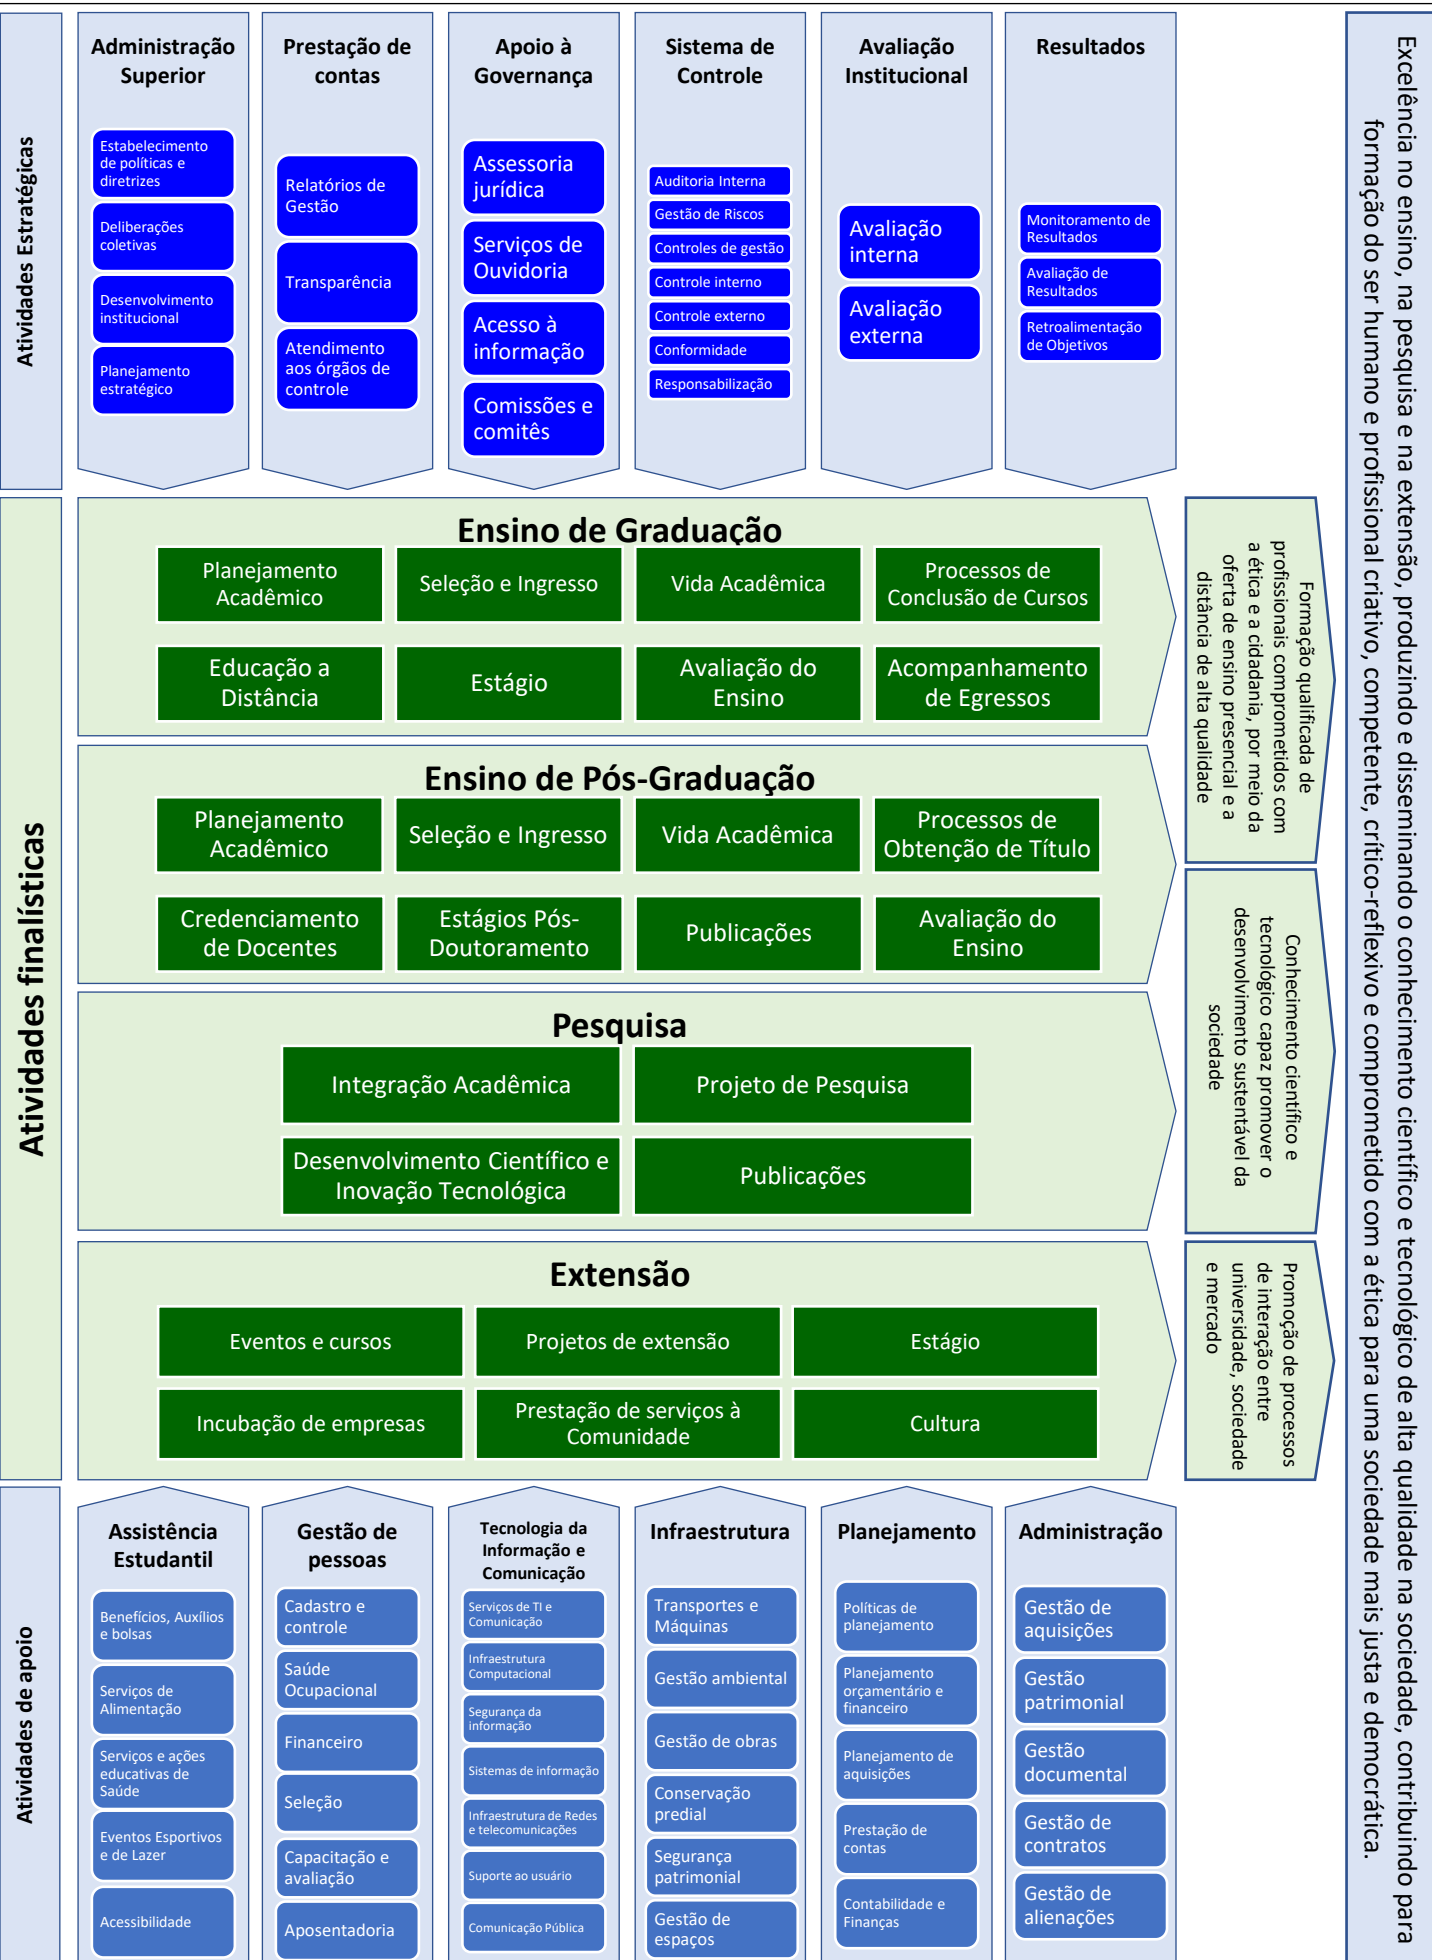 Atividades Estratégicas
Administração
Superior
Estabelecimento
de políticas e
diretrizes
Deliberações
coletivas
Desenvolvimento
institucional
Planejamento
estratégico
Prestação de
contas
Relatórios de
Gestão
Transparência
Atendimento
aos órgãos de
controle
Apoio à
Governança
Assessoria
jurídica
Serviços de
Ouvidoria
Acesso à
informação
Comissões e
comitês
Sistema de
Controle
Auditoria Interna
Gestão de Riscos
Controles de gestão
Controle interno
Controle externo
Conformidade
Responsabilização
Avaliação
Institucional
Avaliação
interna
Avaliação
externa
Resultados
Monitoramento de
Resultados
Avaliação de
Resultados
Retroalimentação
de Objetivos
Atividades finalísticas
Ensino de Graduação
Planejamento
Acadêmico
Seleção e Ingresso
Vida Acadêmica
Processos de
Conclusão de Cursos
Educação a
Distância
Estágio
Avaliação do
Ensino
Acompanhamento
de Egressos
Ensino de Pós-Graduação
Planejamento
Acadêmico
Seleção e Ingresso
Vida Acadêmica
Processos de
Obtenção de Título
Credenciamento
de Docentes
Estágios Pós-
Doutoramento
Publicações
Avaliação do
Ensino
Pesquisa
Integração Acadêmica
Projeto de Pesquisa
Desenvolvimento Científico e
Inovação Tecnológica
Publicações
Extensão
Eventos e cursos
Projetos de extensão
Estágio
Incubação de empresas
Prestação de serviços à
Comunidade
Cultura
Formação qualificada de
profissionais comprometidos com
a ética e a cidadania, por meio da
oferta de ensino presencial e a
distância de alta qualidade
Conhecimento científico e
tecnológico capaz promover o
desenvolvimento sustentável da
sociedade
Promoção de processos
de interação entre
universidade, sociedade
e mercado
Atividades de apoio
Assistência
Estudantil
Benefícios, Auxílios
e bolsas
Serviços de
Alimentação
Serviços e ações
educativas de
Saúde
Eventos Esportivos
e de Lazer
Acessibilidade
Gestão de
pessoas
Cadastro e
controle
Saúde
Ocupacional
Financeiro
Seleção
Capacitação e
avaliação
Aposentadoria
Tecnologia da
Informação e
Comunicação
Serviços de TI e
Comunicação
Infraestrutura
Computacional
Segurança da
informação
Sistemas de informação
Infraestrutura de Redes
e telecomunicações
Suporte ao usuário
Comunicação Pública
Infraestrutura
Transportes e
Máquinas
Gestão ambiental
Gestão de obras
Conservação
predial
Segurança
patrimonial
Gestão de
espaços
Planejamento
Políticas de
planejamento
Planejamento
orçamentário e
financeiro
Planejamento de
aquisições
Prestação de
contas
Contabilidade e
Finanças
Administração
Gestão de
aquisições
Gestão
patrimonial
Gestão
documental
Gestão de
contratos
Gestão de
alienações
Excelência no ensino, na pesquisa e na extensão, produzindo e disseminando o conhecimento científico e tecnológico de alta qualidade na sociedade, contribuindo para
formação do ser humano e profissional criativo, competente, crítico-reflexivo e comprometido com a ética para uma sociedade mais justa e democrática.